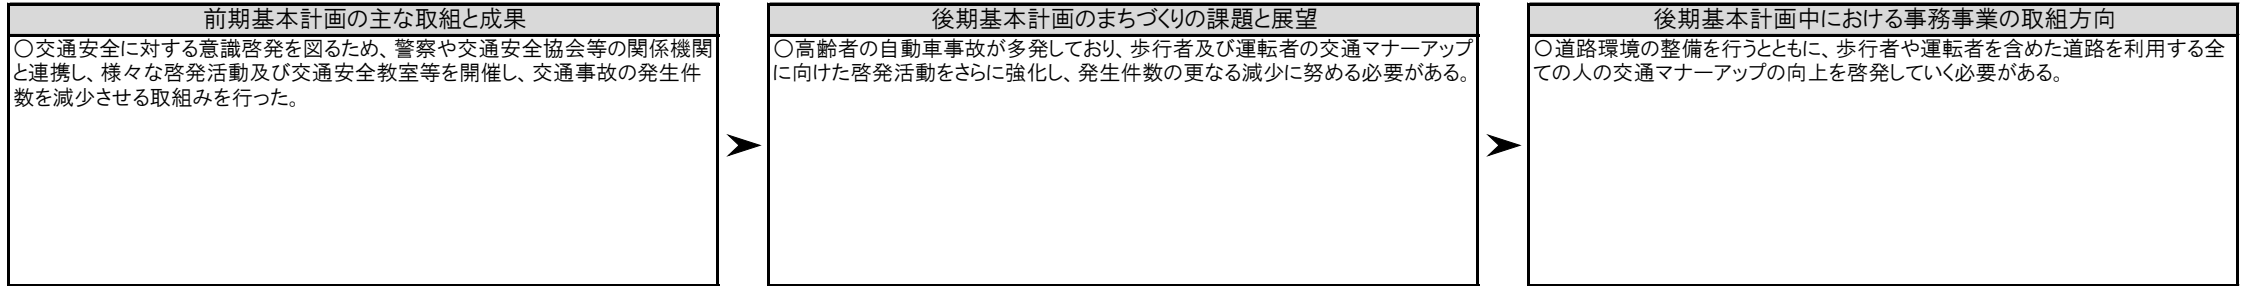 前期基本計画の主な取組と成果
〇交通安全に対する意識啓発を図るため、警察や交通安全協会等の関係機関
と連携し、様々な啓発活動及び交通安全教室等を開催し、交通事故の発生件
数を減少させる取組みを行った。
後期基本計画のまちづくりの課題と展望
〇高齢者の自動車事故が多発しており、歩行者及び運転者の交通マナーアップ
に向けた啓発活動をさらに強化し、発生件数の更なる減少に努める必要がある。
後期基本計画中における事務事業の取組方向
〇道路環境の整備を行うとともに、歩行者や運転者を含めた道路を利用する全
ての人の交通マナーアップの向上を啓発していく必要がある。